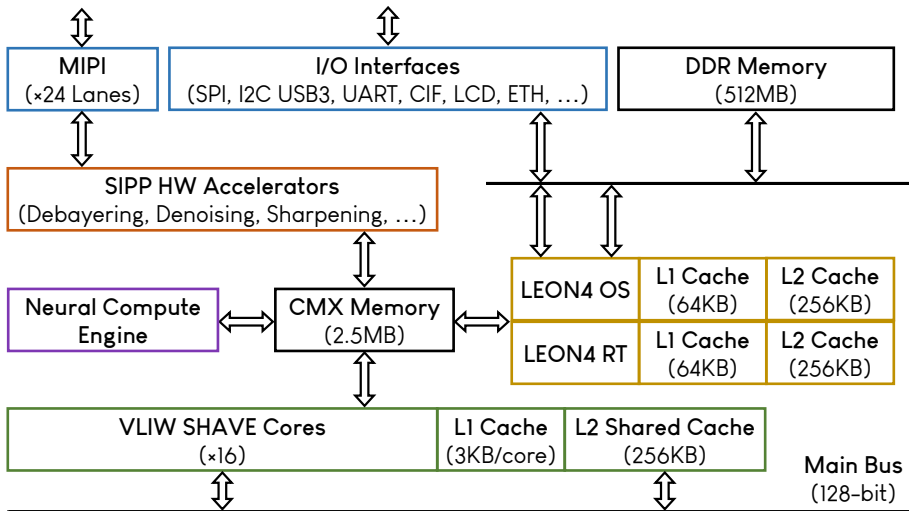 MIPI
(×24 Lanes)
I/O Interfaces
(SPI, I2C USB3, UART, CIF, LCD, ETH, …)
DDR Memory
(512MB)
SIPP HW Accelerators
(Debayering, Denoising, Sharpening, …)
Neural Compute
Engine
CMX Memory
(2.5MB)
LEON4 OS
L1 Cache
(64KB)
L2 Cache
(256KB)
LEON4 RT
L1 Cache
(64KB)
L2 Cache
(256KB)
VLIW SHAVE Cores
(×16)
L1 Cache
(3KB/core)
L2 Shared Cache
(256KB)
Main Bus
(128-bit)